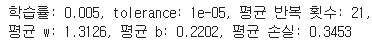 학습률: 0.005, tolerance: 1e-05, 평균 반복 횟수: 21,
평균 w: 1.3126, 평균 b: 0.2202, 평균 손실: 0.3453